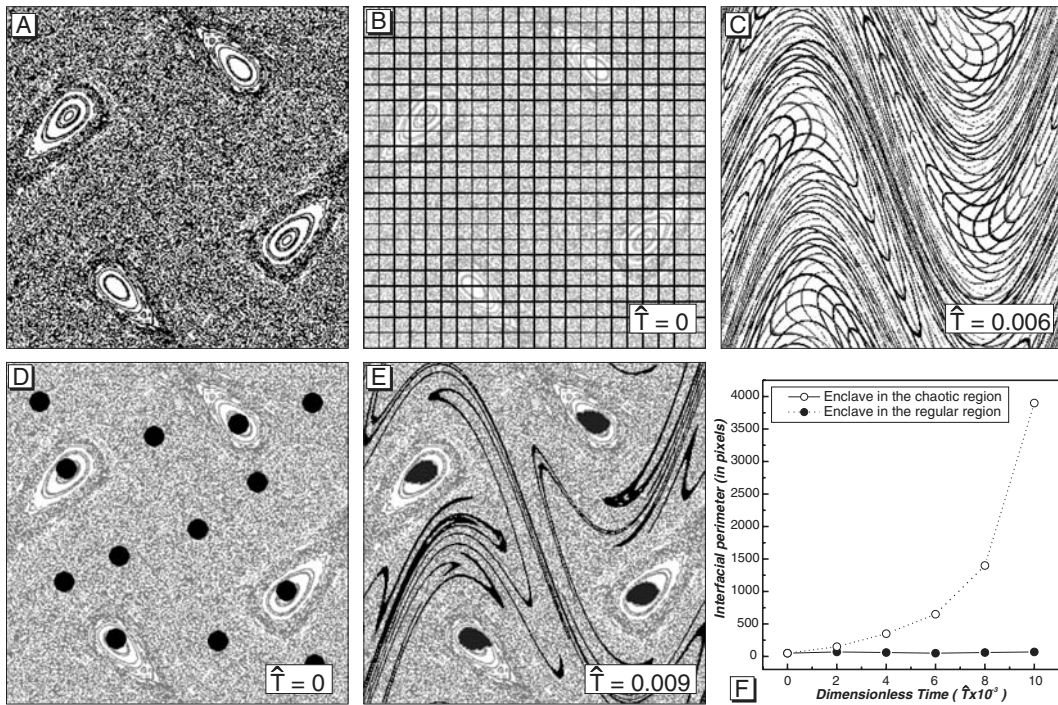 A
B
C
T̂ = 0
T̂ = 0.006
D
E
T̂ = 0
T̂ = 0.009
F
Enclave in the chaotic region
Enclave in the regular region
Interfacial perimeter (in pixels)
4000
3500
3000
2500
2000
1500
1000
500
0
0 2 4 6 8 10
Dimensionless Time ( T̂x10⁻³ )